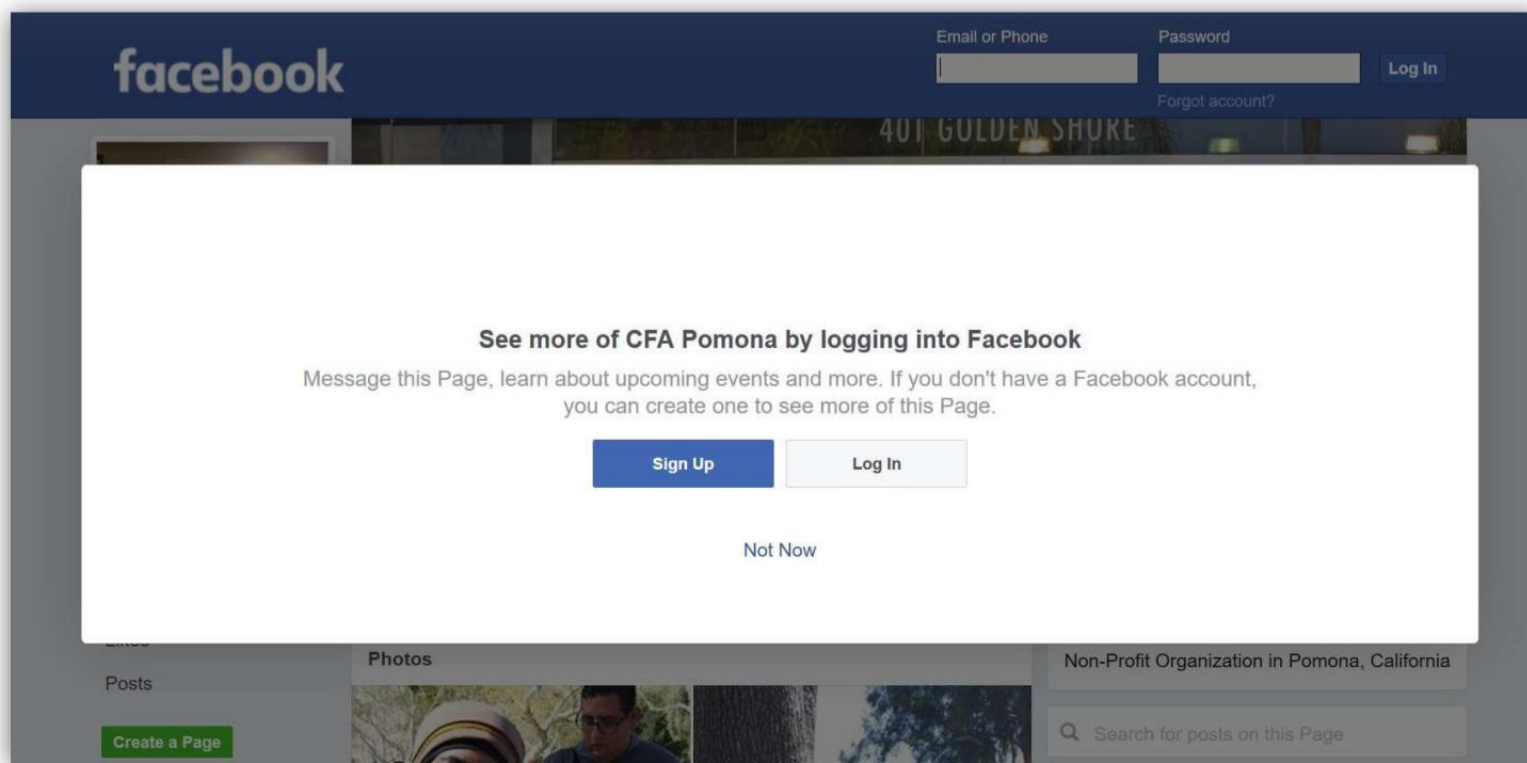 facebook
Email or Phone
Password
Log In
Forgot account?
401 GOLDEN SHORE
See more of CFA Pomona by logging into Facebook
Message this Page, learn about upcoming events and more. If you don't have a Facebook account,
you can create one to see more of this Page.
Sign Up
Log In
Not Now
Likes
Posts
Create a Page
Photos
Non-Profit Organization in Pomona, California
Search for posts on this Page